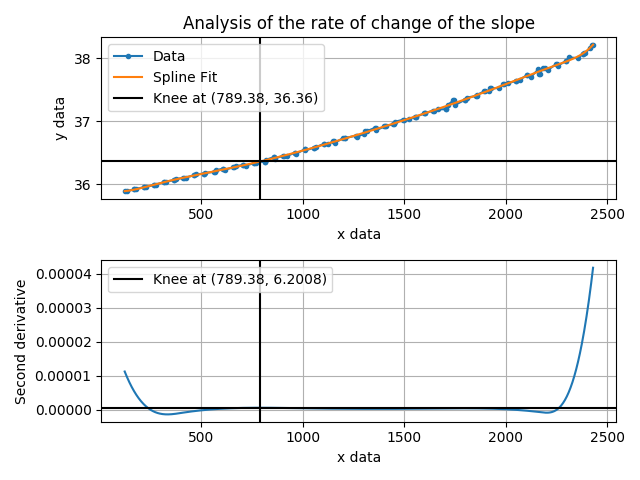 Analysis of the rate of change of the slope
Data
Spline Fit
Knee at (789.38, 36.36)
38
37
36
y data
500 1000 1500 2000 2500
x data
Knee at (789.38, 6.2008)
0.00004
0.00003
0.00002
0.00001
0.00000
Second derivative
500 1000 1500 2000 2500
x data